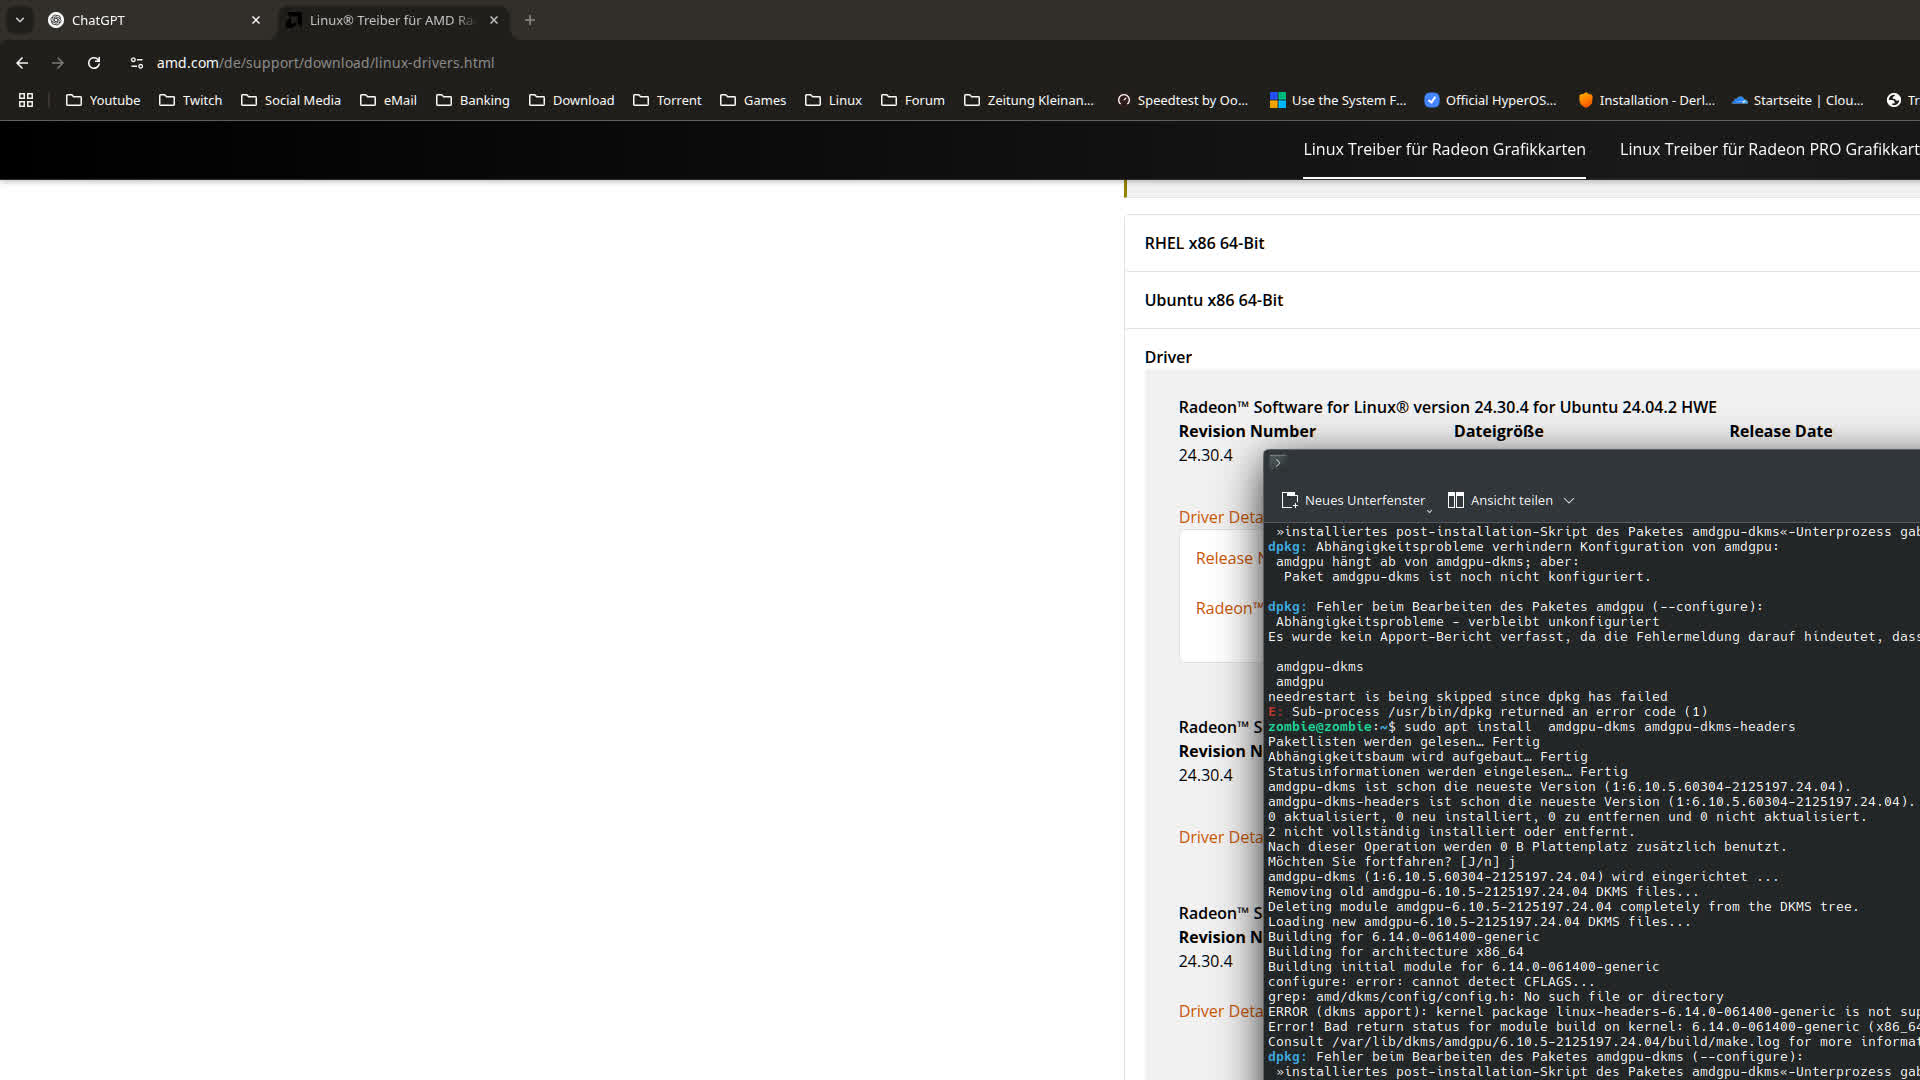 ChatGPT
Linux® Treiber für AMD Ra
amd.com/de/support/download/linux-drivers.html
Youtube
Twitch
Social Media
eMail
Banking
Download
Torrent
Games
Linux
Forum
Zeitung Kleinan...
Speedtest by Oo...
Use the System F...
Official HyperOS...
Installation - Derl...
Startseite | Clou...
Tr
Linux Treiber für Radeon Grafikkarten
Linux Treiber für Radeon PRO Grafikkart
RHEL x86 64-Bit
Ubuntu x86 64-Bit
Driver
Radeon™ Software for Linux® version 24.30.4 for Ubuntu 24.04.2 HWE
Revision Number
Dateigröße
Release Date
24.30.4
Driver Deta
Release N
Radeon™
Radeon™ S
Revision N
24.30.4
Driver Deta
Radeon™ S
Revision N
24.30.4
Driver Deta
Neues Unterfenster
Ansicht teilen
»installiertes post-installation-Skript des Paketes amdgpu-dkms«-Unterprozess gab
dpkg: Abhängigkeitsprobleme verhindern Konfiguration von amdgpu:
amdgpu hängt ab von amdgpu-dkms; aber:
Paket amdgpu-dkms ist noch nicht konfiguriert.
dpkg: Fehler beim Bearbeiten des Paketes amdgpu (--configure):
Abhängigkeitsprobleme - verbleibt unkonfiguriert
Es wurde kein Apport-Bericht verfasst, da die Fehlermeldung darauf hindeutet, dass
amdgpu-dkms
amdgpu
needrestart is being skipped since dpkg has failed
E: Sub-process /usr/bin/dpkg returned an error code (1)
zombie@zombie:~$ sudo apt install  amdgpu-dkms amdgpu-dkms-headers
Paketlisten werden gelesen… Fertig
Abhängigkeitsbaum wird aufgebaut… Fertig
Statusinformationen werden eingelesen… Fertig
amdgpu-dkms ist schon die neueste Version (1:6.10.5.60304-2125197.24.04).
amdgpu-dkms-headers ist schon die neueste Version (1:6.10.5.60304-2125197.24.04).
0 aktualisiert, 0 neu installiert, 0 zu entfernen und 0 nicht aktualisiert.
2 nicht vollständig installiert oder entfernt.
Nach dieser Operation werden 0 B Plattenplatz zusätzlich benutzt.
Möchten Sie fortfahren? [J/n] j
amdgpu-dkms (1:6.10.5.60304-2125197.24.04) wird eingerichtet ...
Removing old amdgpu-6.10.5-2125197.24.04 DKMS files...
Deleting module amdgpu-6.10.5-2125197.24.04 completely from the DKMS tree.
Loading new amdgpu-6.10.5-2125197.24.04 DKMS files...
Building for 6.14.0-061400-generic
Building for architecture x86_64
Building initial module for 6.14.0-061400-generic
configure: error: cannot detect CFLAGS...
grep: amd/dkms/config/config.h: No such file or directory
ERROR (dkms apport): kernel package linux-headers-6.14.0-061400-generic is not sup
Error! Bad return status for module build on kernel: 6.14.0-061400-generic (x86_64
Consult /var/lib/dkms/amdgpu/6.10.5-2125197.24.04/build/make.log for more informat
dpkg: Fehler beim Bearbeiten des Paketes amdgpu-dkms (--configure):
»installiertes post-installation-Skript des Paketes amdgpu-dkms«-Unterprozess gab